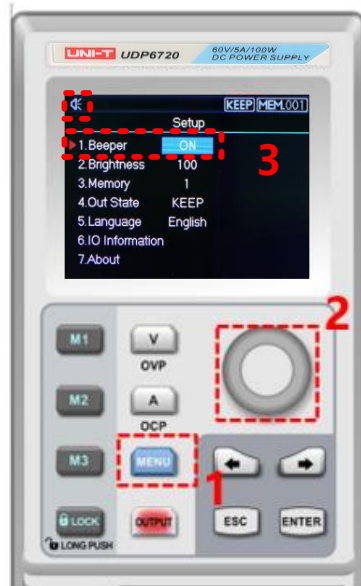 UNI-T UDP6720 60V/5A/100W
DC POWER SUPPLY
KEEP MEM.001
Setup
1.Beeper ON
2.Brightness 100
3.Memory 1
4.Out State KEEP
5.Language English
6.IO Information
7.About
3
2
M1 V
OVP
M2 A
OCP
M3 MENU
1
LOCK OUTPUT ESC ENTER
LONG PUSH